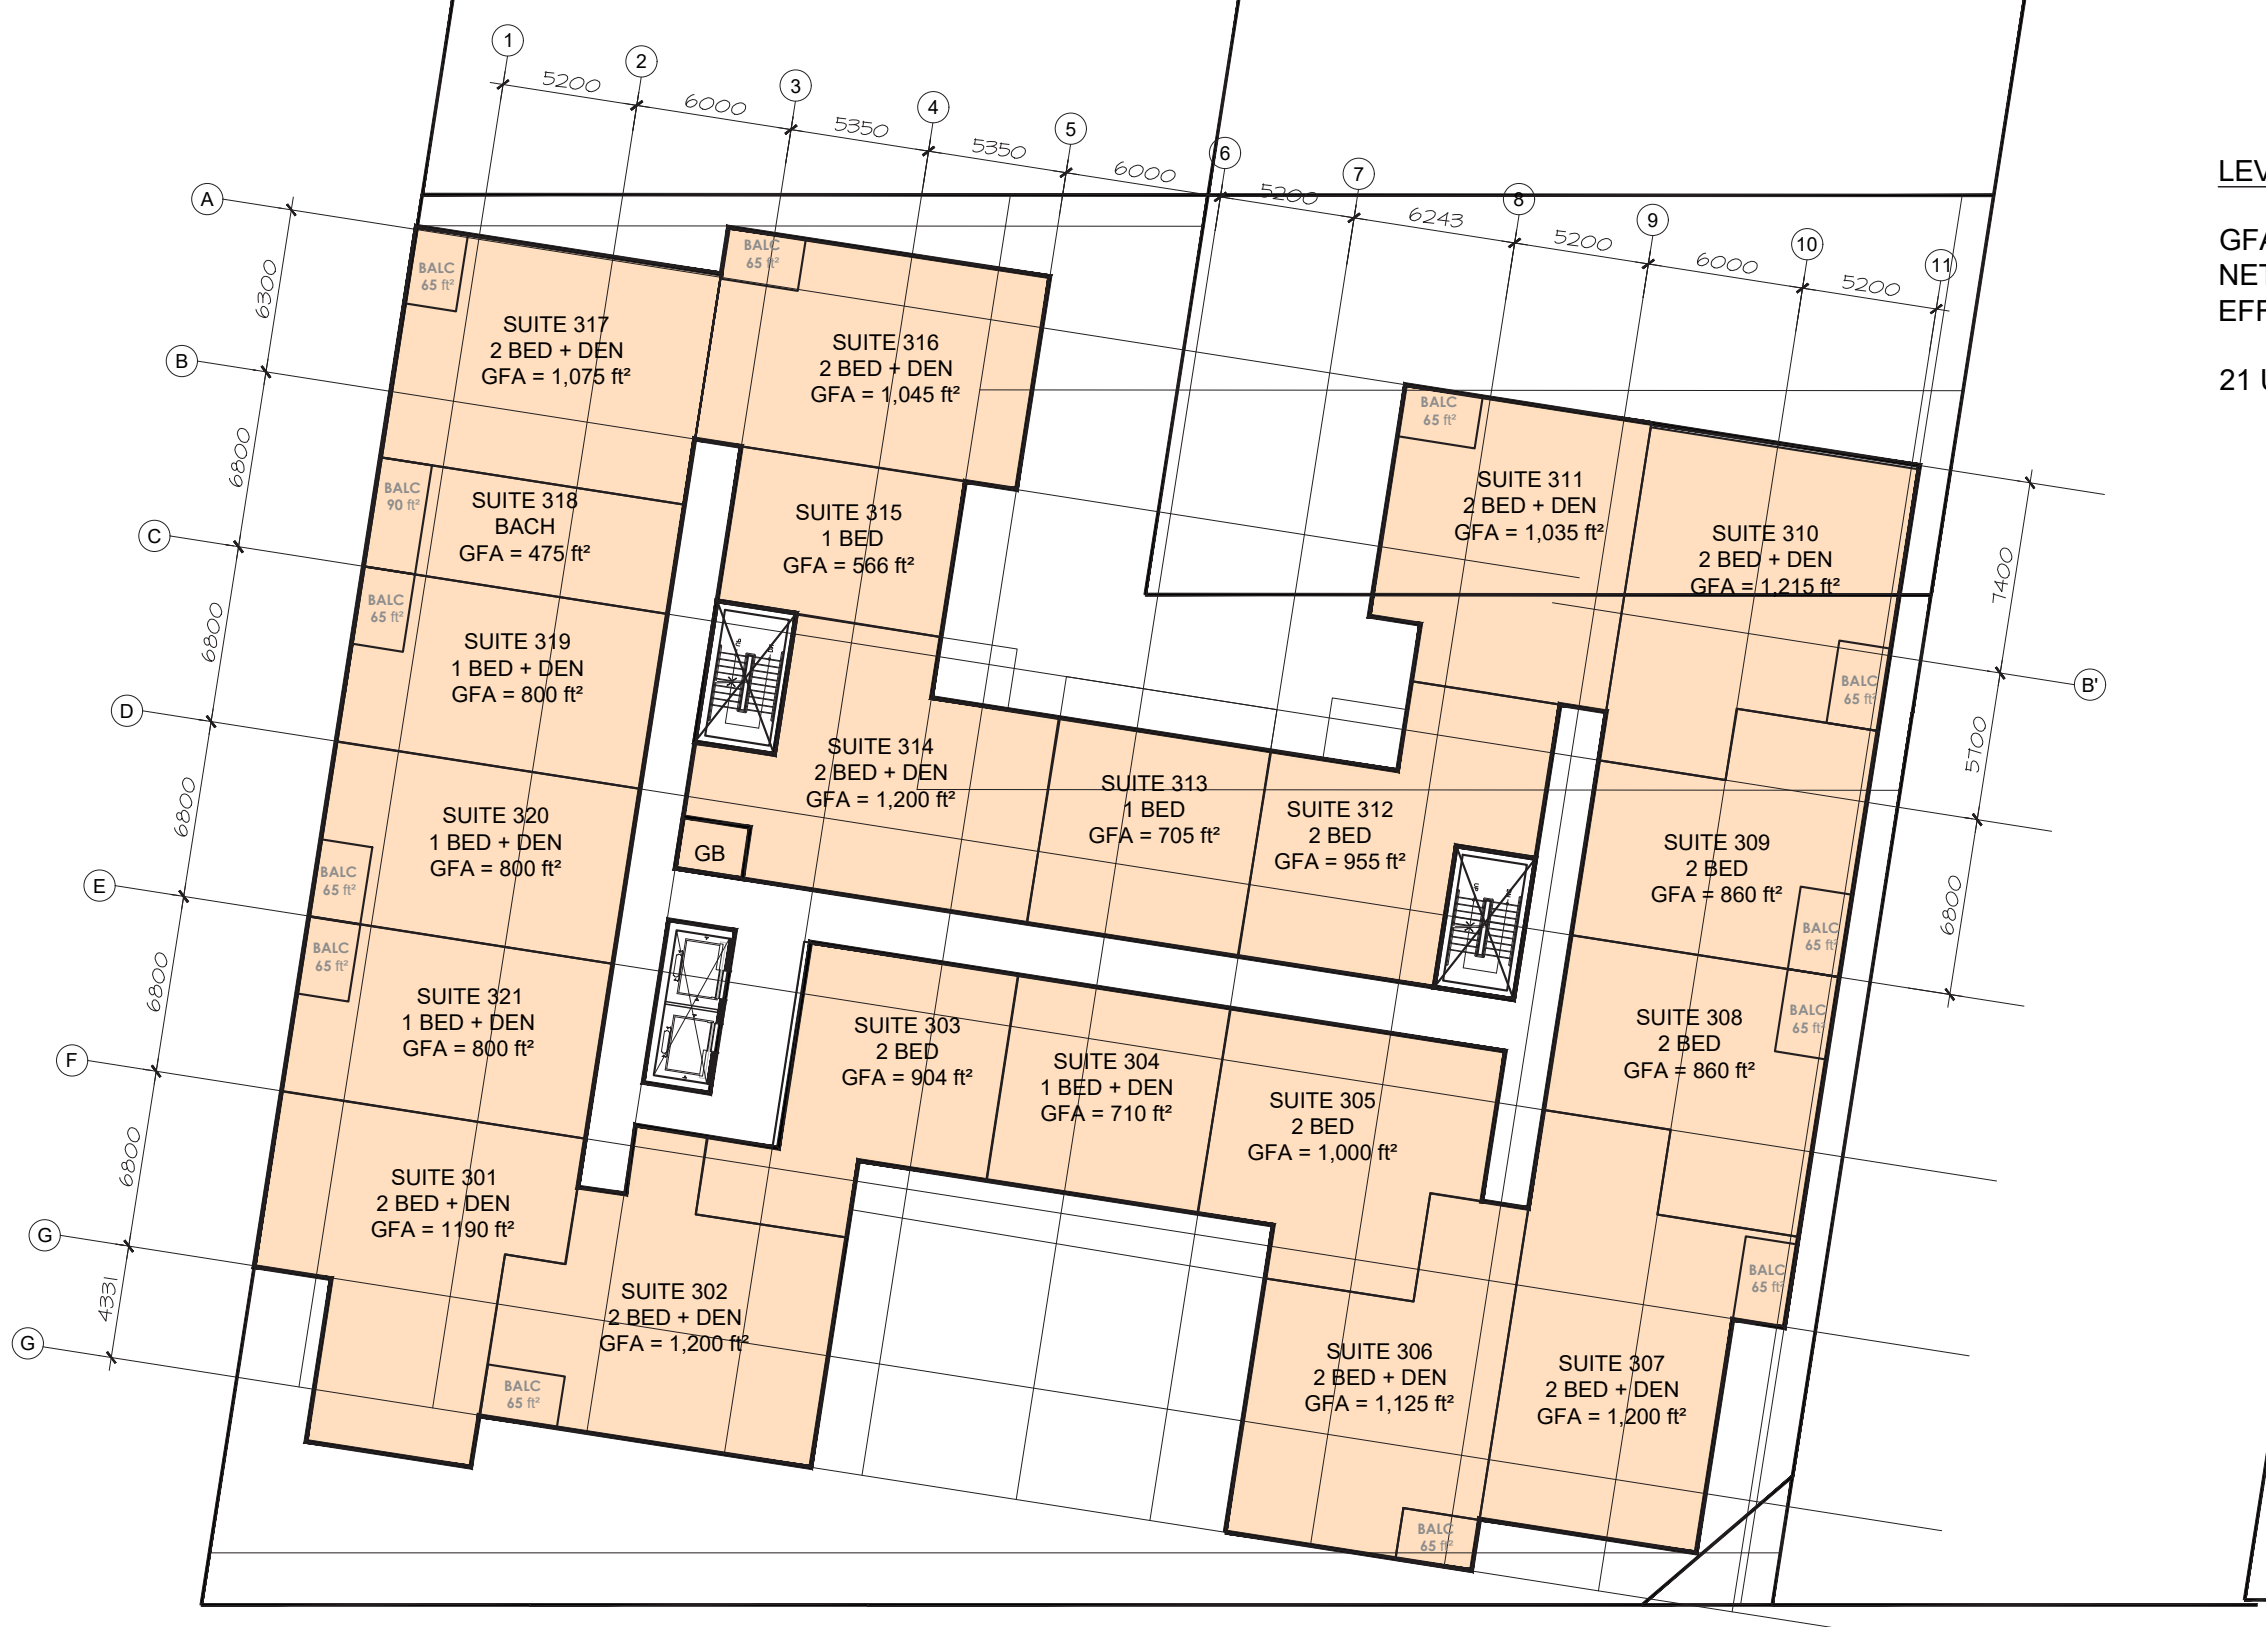 1
2
3
4
5
6
7
8
9
10
11
5200
6000
5350
5350
6000
5200
6243
5200
6000
5200
A
B
C
D
E
F
G
G
B'
6300
6800
6800
6800
6800
6800
4331
7400
5700
6800
LEV
GFA
NET
EFF
21 U
BALC
65 ft²
SUITE 317
2 BED + DEN
GFA = 1,075 ft²
BALC
65 ft²
SUITE 316
2 BED + DEN
GFA = 1,045 ft²
BALC
90 ft²
SUITE 318
BACH
GFA = 475 ft²
SUITE 315
1 BED
GFA = 566 ft²
BALC
65 ft²
SUITE 311
2 BED + DEN
GFA = 1,035 ft²
SUITE 310
2 BED + DEN
GFA = 1,215 ft²
BALC
65 ft²
BALC
65 ft²
SUITE 319
1 BED + DEN
GFA = 800 ft²
SUITE 314
2 BED + DEN
GFA = 1,200 ft²
SUITE 313
1 BED
GFA = 705 ft²
SUITE 312
2 BED
GFA = 955 ft²
SUITE 320
1 BED + DEN
GFA = 800 ft²
GB
BALC
65 ft²
SUITE 309
2 BED
GFA = 860 ft²
BALC
65 ft²
BALC
65 ft²
SUITE 321
1 BED + DEN
GFA = 800 ft²
SUITE 303
2 BED
GFA = 904 ft²
SUITE 304
1 BED + DEN
GFA = 710 ft²
SUITE 305
2 BED
GFA = 1,000 ft²
SUITE 308
2 BED
GFA = 860 ft²
BALC
65 ft²
SUITE 301
2 BED + DEN
GFA = 1190 ft²
SUITE 302
2 BED + DEN
GFA = 1,200 ft²
BALC
65 ft²
SUITE 306
2 BED + DEN
GFA = 1,125 ft²
SUITE 307
2 BED + DEN
GFA = 1,200 ft²
BALC
65 ft²
BALC
65 ft²